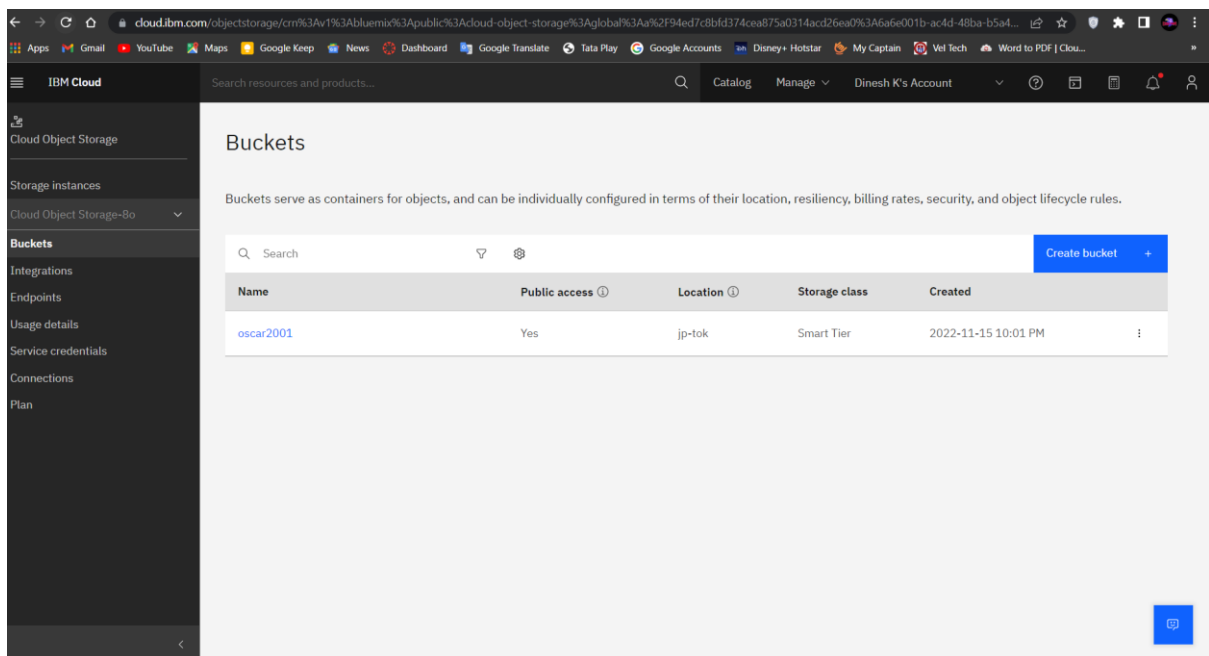 cloud.ibm.com/objectstorage/crn%3Av1%3Abluemix%3Apublic%3Acloud-object-storage%3Aglobal%3Aa%2F94ed7c8bfd374cea875a0314acd26ea0%3A6a6e001b-ac4d-48ba-b5a4...
Apps Gmail YouTube Maps Google Keep News Dashboard Google Translate Tata Play Google Accounts Disney+ Hotstar My Captain Vel Tech Word to PDF | Clou... »
IBM Cloud Search resources and products... Catalog Manage Dinesh K's Account
Cloud Object Storage
Storage instances
Cloud Object Storage-8o
Buckets
Integrations
Endpoints
Usage details
Service credentials
Connections
Plan
Buckets
Buckets serve as containers for objects, and can be individually configured in terms of their location, resiliency, billing rates, security, and object lifecycle rules.
Search Create bucket +
Name Public access Location Storage class Created
oscar2001 Yes jp-tok Smart Tier 2022-11-15 10:01 PM